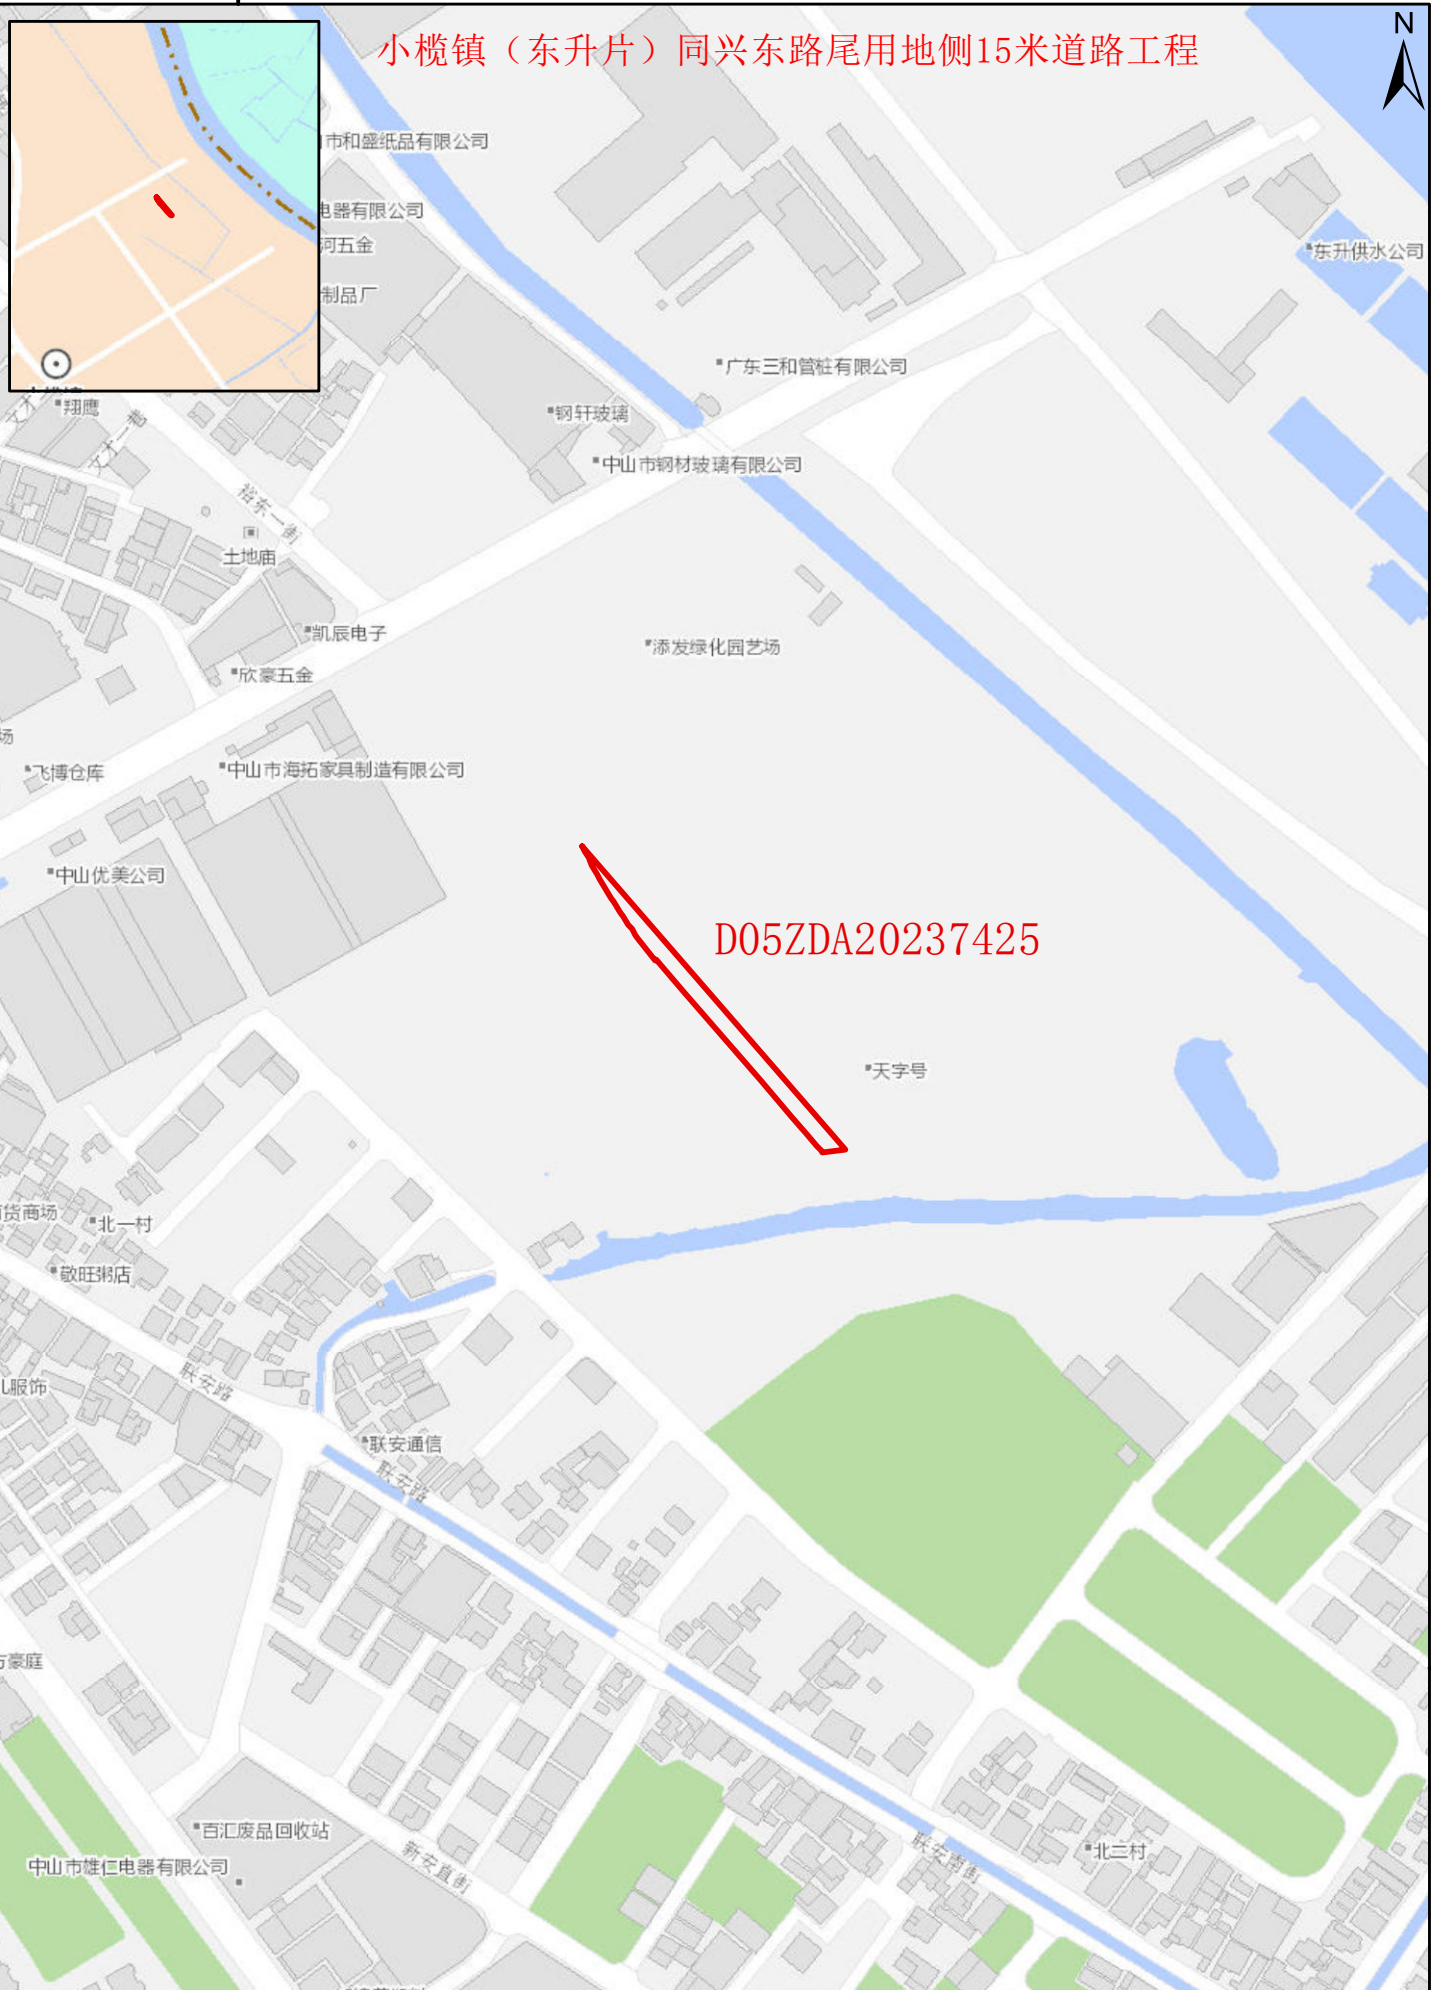 小榄镇（东升片）同兴东路尾用地侧15米道路工程
N
市和盛纸品有限公司
电器有限公司
河五金
制品厂
东升供水公司
广东三和管桩有限公司
翔鹰
钢轩玻璃
中山市钢材玻璃有限公司
裕东一街
土地庙
凯辰电子
添发绿化园艺场
欣豪五金
场
飞博仓库
中山市海拓家具制造有限公司
中山优美公司
D05ZDA20237425
天字号
货商场
北一村
敬旺粥店
联安路
服饰
联安通信
联安路
豪庭
百汇废品回收站
新安直街
联安南街
北二村
中山市雄仁电器有限公司